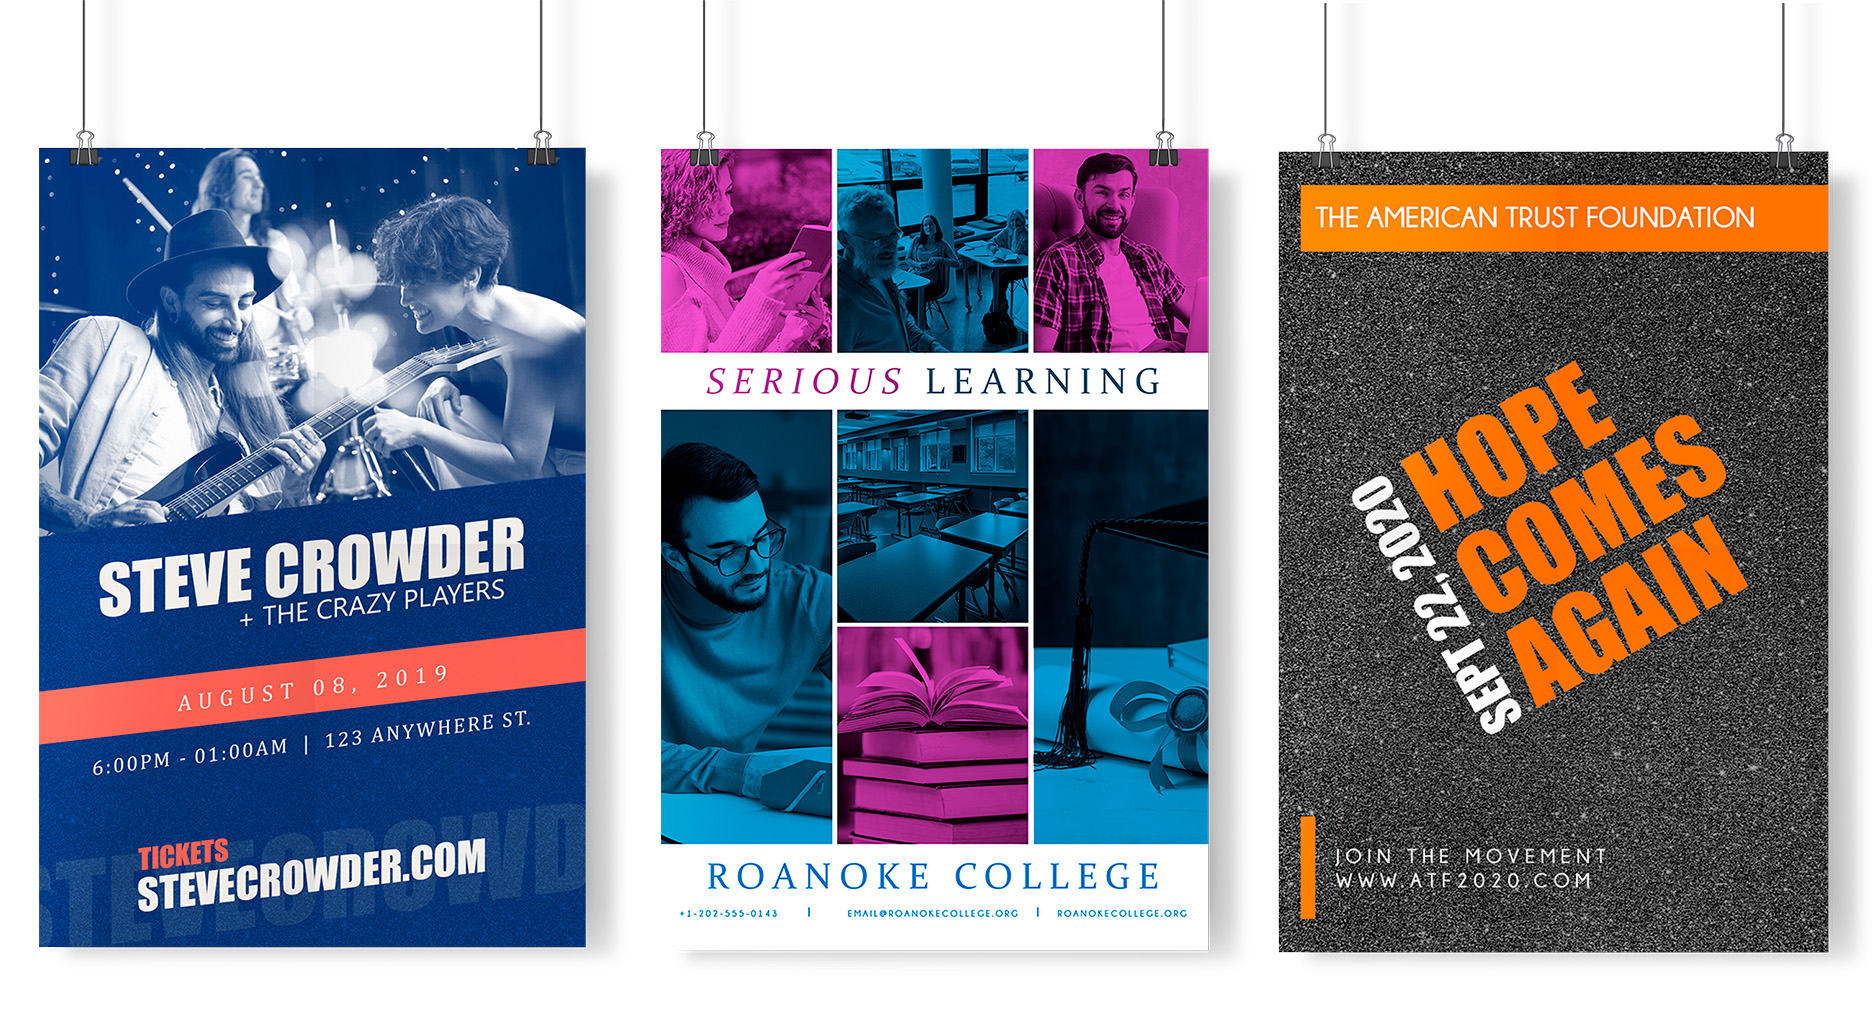 STEVE CROWDER
+ THE CRAZY PLAYERS
AUGUST 08, 2019
6:00PM - 01:00AM | 123 ANYWHERE ST.
STEVECROWD
TICKETS
STEVECROWDER.COM
SERIOUS LEARNING
ROANOKE COLLEGE
+1-202-555-0143 | EMAIL@ROANOKECOLLEGE.ORG | ROANOKECOLLEGE.ORG
THE AMERICAN TRUST FOUNDATION
HOPE
COMES
AGAIN
SEPT 22, 2020
JOIN THE MOVEMENT
WWW.ATF2020.COM